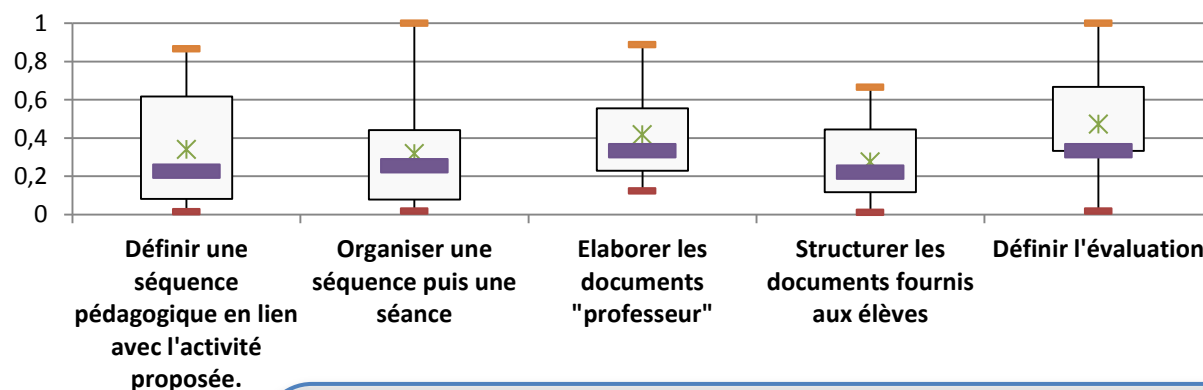 1
0,8
0,6
0,4
0,2
0
Définir une
séquence
pédagogique en lien
avec l'activité
proposée.
Organiser une
séquence puis une
séance
Elaborer les
documents
"professeur"
Structurer les
documents fournis
aux élèves
Définir l'évaluation